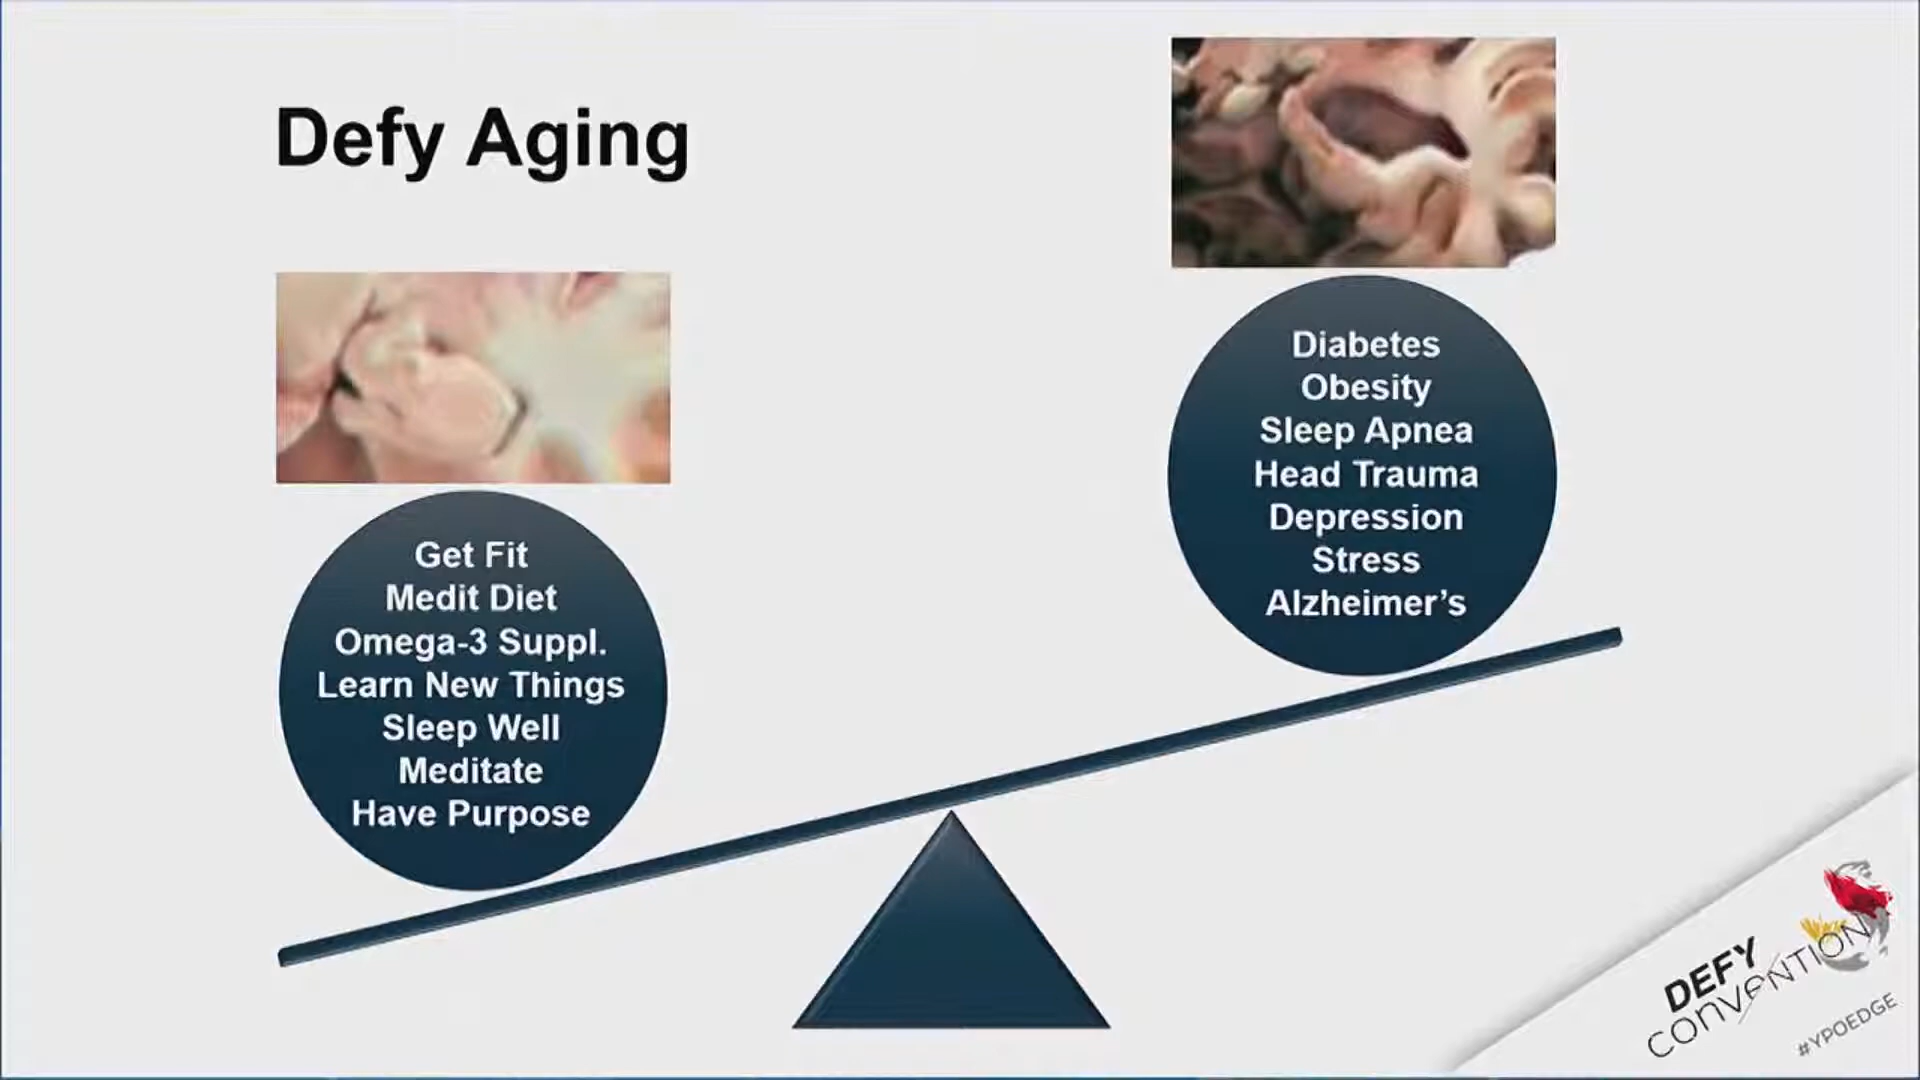 Defy Aging
Get Fit
Medit Diet
Omega-3 Suppl.
Learn New Things
Sleep Well
Meditate
Have Purpose
Diabetes
Obesity
Sleep Apnea
Head Trauma
Depression
Stress
Alzheimer’s
DEFY
CONVENTION
#YPOEDGE